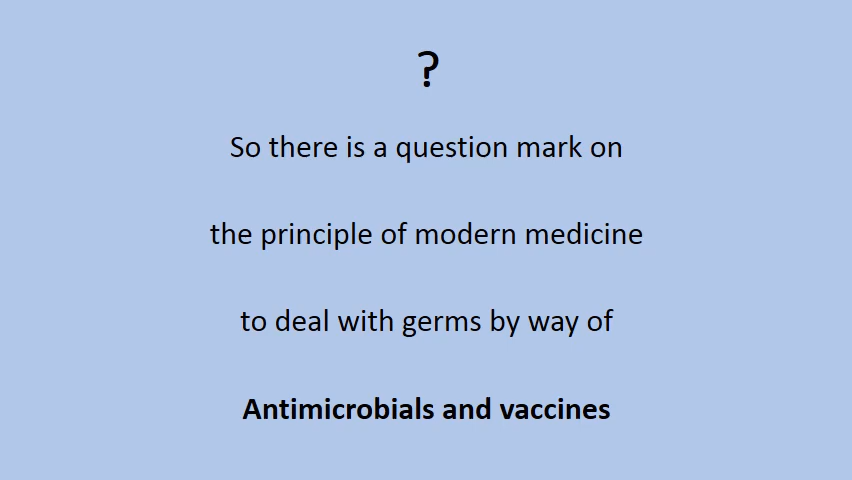 ?
So there is a question mark on
the principle of modern medicine
to deal with germs by way of
Antimicrobials and vaccines